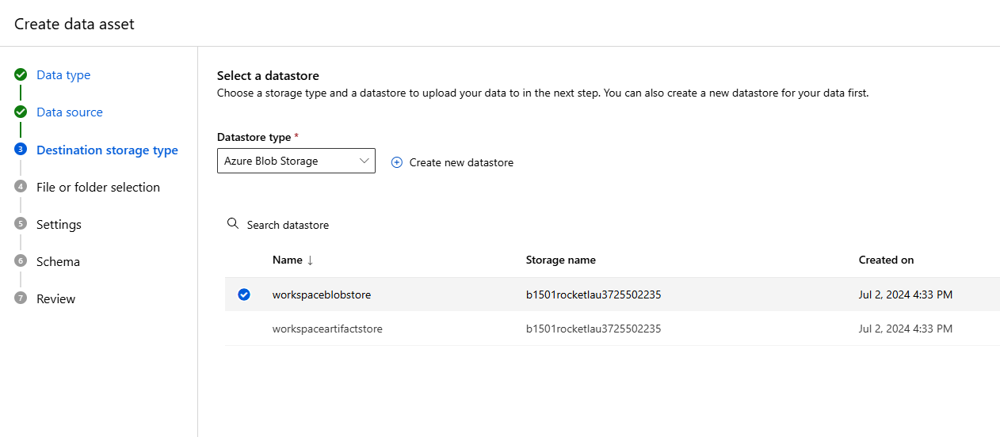 Create data asset
Data type
Data source
3 Destination storage type
4 File or folder selection
5 Settings
6 Schema
7 Review
Select a datastore
Choose a storage type and a datastore to upload your data to in the next step. You can also create a new datastore for your data first.
Datastore type *
Azure Blob Storage
Create new datastore
Search datastore
Name ↓ Storage name Created on
workspaceblobstore b1501rocketlau3725502235 Jul 2, 2024 4:33 PM
workspaceartifactstore b1501rocketlau3725502235 Jul 2, 2024 4:33 PM